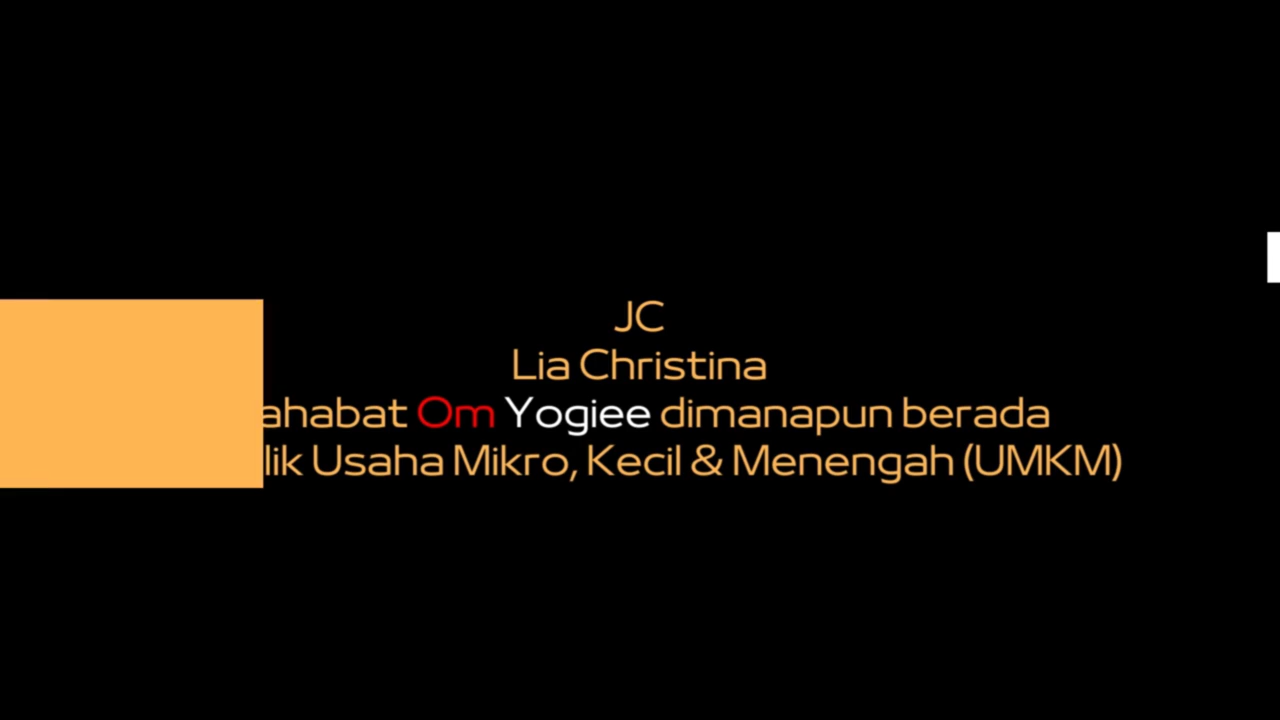 JC
Lia Christina
ahabat Om Yogiee dimanapun berada
lik Usaha Mikro, Kecil & Menengah (UMKM)